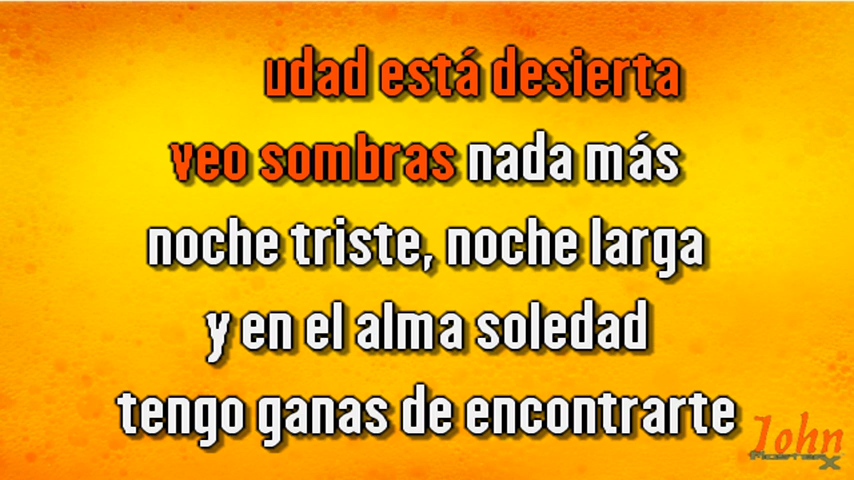 udad está desierta
veo sombras nada más
noche triste, noche larga
y en el alma soledad
tengo ganas de encontrarte
John